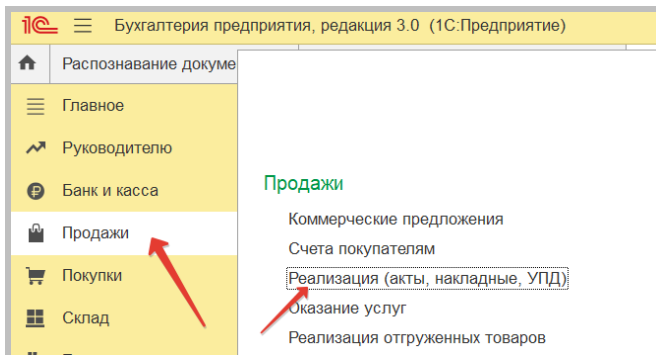 1С Бухгалтерия предприятия, редакция 3.0 (1С:Предприятие)
Распознавание докуме
Главное
Руководителю
Банк и касса
Продажи
Покупки
Склад
Продажи
Коммерческие предложения
Счета покупателям
Реализация (акты, накладные, УПД)
Оказание услуг
Реализация отгруженных товаров